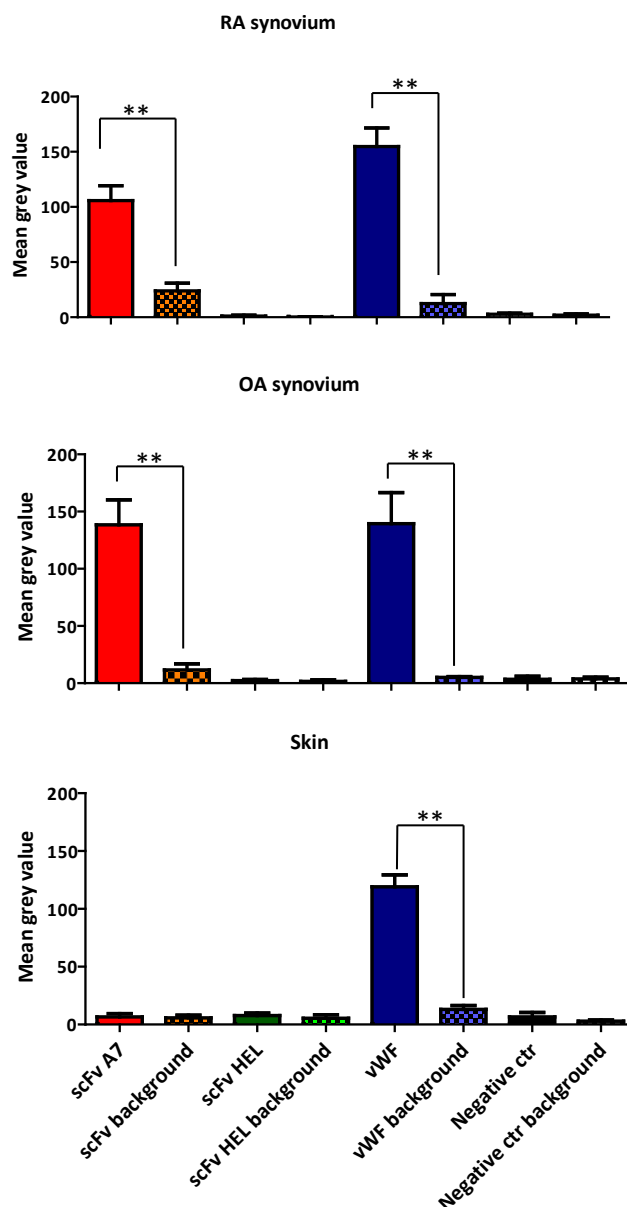 RA synovium
Mean grey value
200
150
100
50
0
**
**
OA synovium
Mean grey value
200
150
100
50
0
**
**
Skin
Mean grey value
200
150
100
50
0
**
scFv A7
scFv background
scFv HEL
scFv HEL background
vWF
vWF background
Negative ctr
Negative ctr background